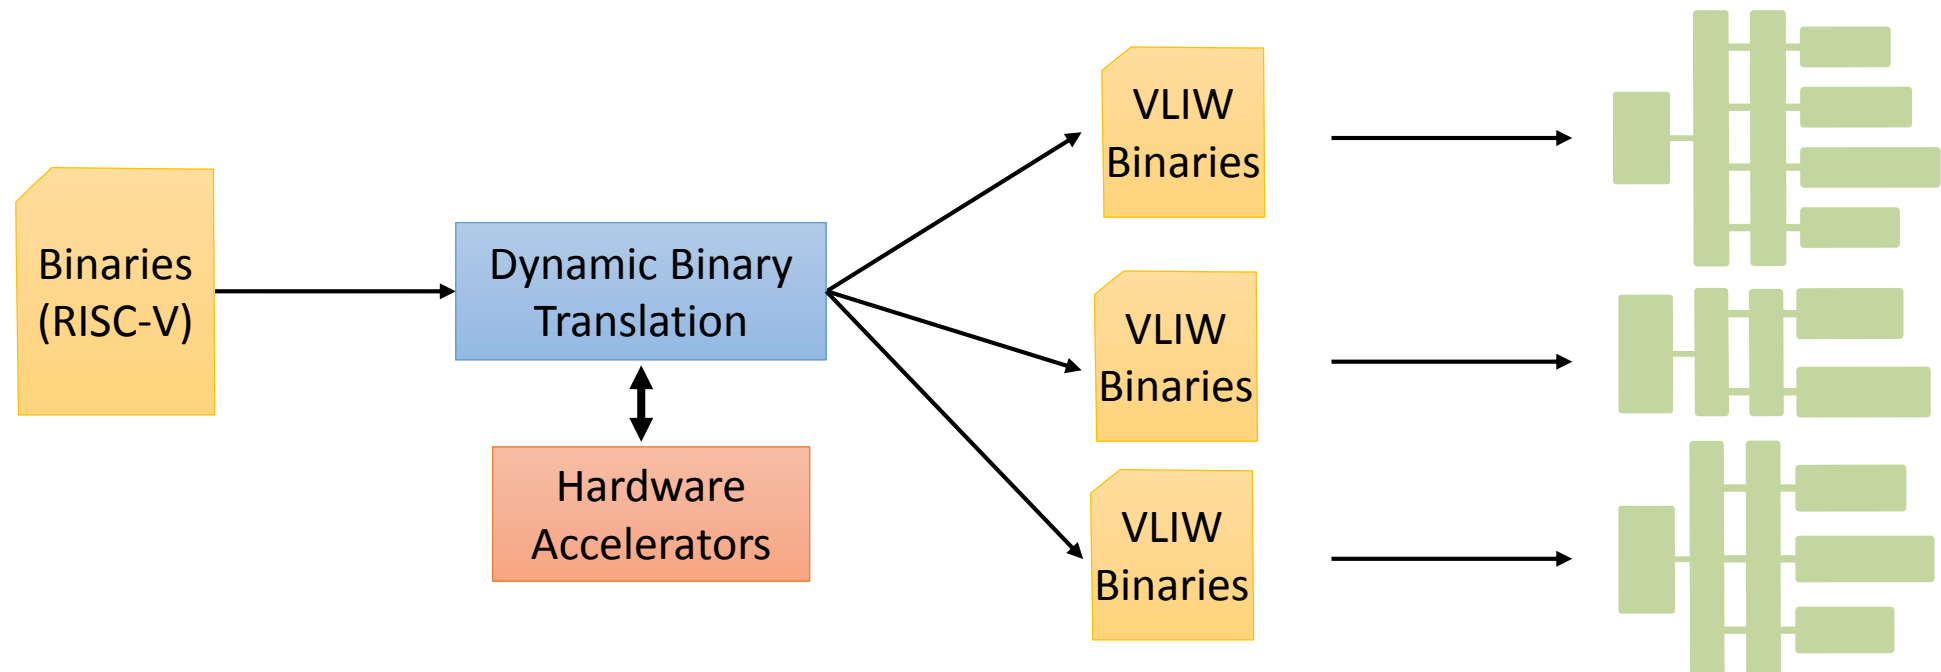 Binaries
(RISC-V)
Dynamic Binary
Translation
Hardware
Accelerators
VLIW
Binaries
VLIW
Binaries
VLIW
Binaries